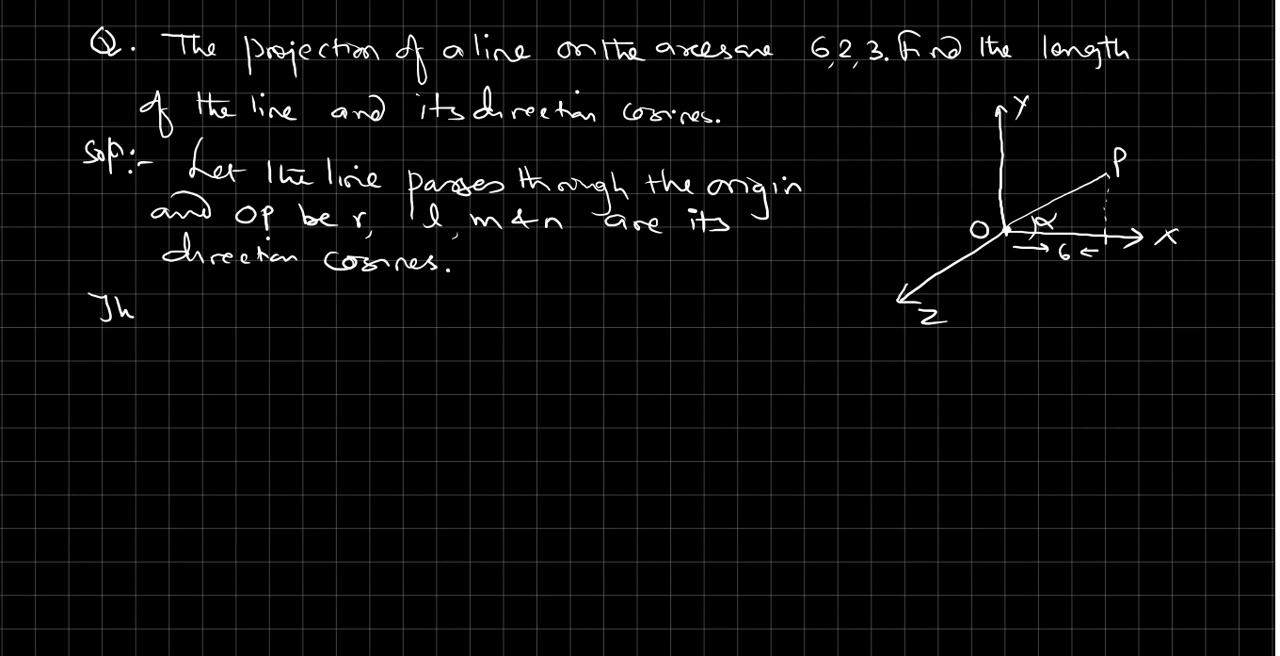 Q. The projection of a line on the axes are 6,2,3. Find the length
of the line and its direction cosines.
Sol<sup>n</sup>:- Let the line passes through the origin
and OP be r, l, m & n are its
direction cosines.
Th
Y
P
O α X
6
Z